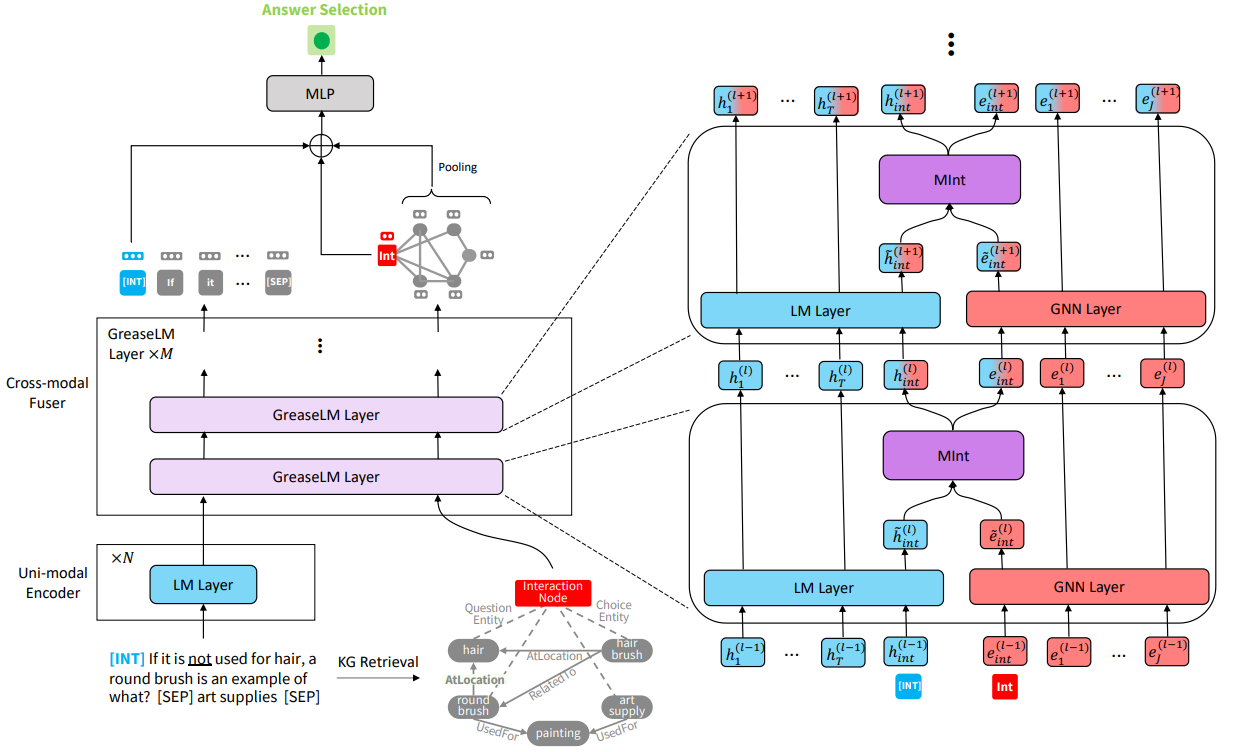 Answer Selection
MLP
Pooling
[INT] If it ... [SEP]
Int
GreaseLM
Layer ×M
⋮
Cross-modal
Fuser
GreaseLM Layer
GreaseLM Layer
×N
Uni-modal
Encoder
LM Layer
[INT] If it is not used for hair, a
round brush is an example of
what? [SEP] art supplies [SEP]
KG Retrieval
Interaction
Node
Question
Entity
Choice
Entity
hair
hair
brush
AtLocation
AtLocation
RelatedTo
round
brush
art
supply
UsedFor
painting
UsedFor
⋮
h_1^{(l+1)} ... h_T^{(l+1)} h_{int}^{(l+1)} e_{int}^{(l+1)} e_1^{(l+1)} ... e_J^{(l+1)}
MInt
h̃_{int}^{(l+1)} ẽ_{int}^{(l+1)}
LM Layer
GNN Layer
h_1^{(l)} ... h_T^{(l)} h_{int}^{(l)} e_{int}^{(l)} e_1^{(l)} ... e_J^{(l)}
MInt
h̃_{int}^{(l)} ẽ_{int}^{(l)}
LM Layer
GNN Layer
h_1^{(l-1)} ... h_T^{(l-1)} h_{int}^{(l-1)} e_{int}^{(l-1)} e_1^{(l-1)} ... e_J^{(l-1)}
[INT]
Int